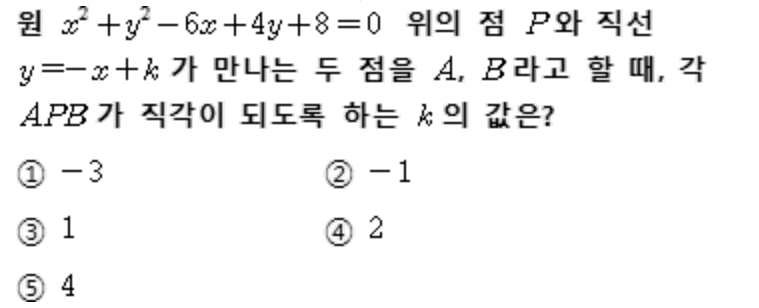 원 x²+y²−6x+4y+8=0 위의 점 P와 직선
y=−x+k 가 만나는 두 점을 A, B라고 할 때, 각
APB가 직각이 되도록 하는 k의 값은?
① −3 ② −1
③ 1 ④ 2
⑤ 4